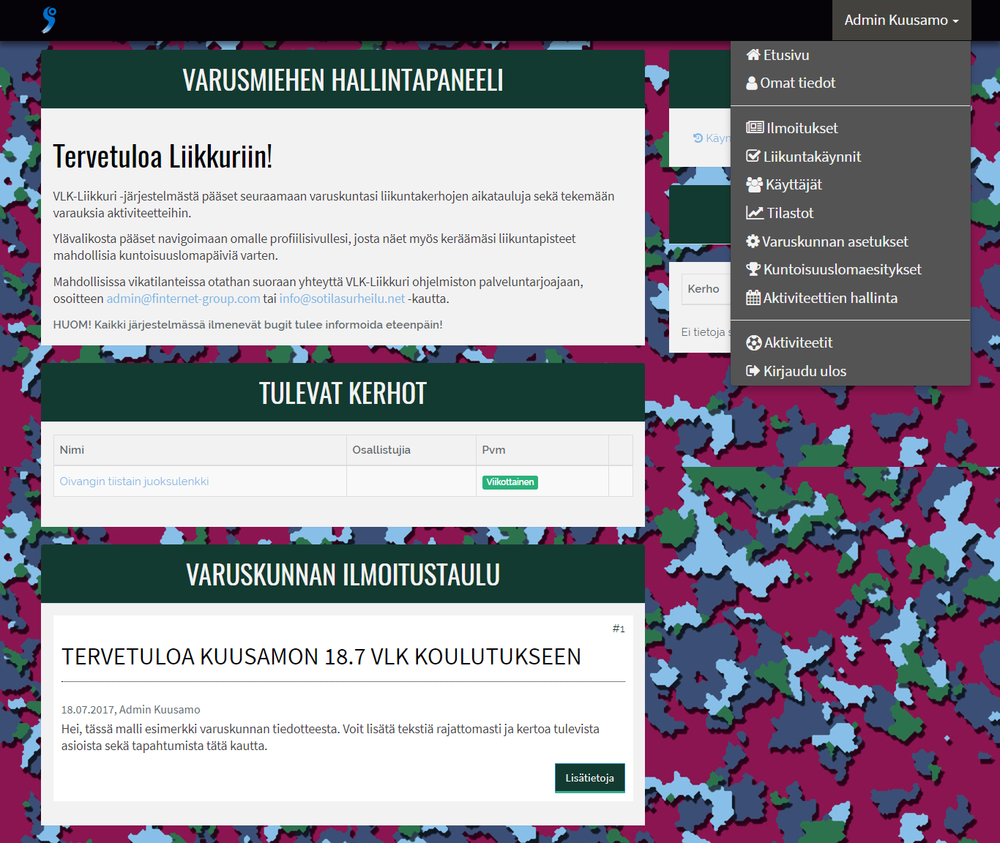 Admin Kuusamo
Etusivu
Omat tiedot
Ilmoitukset
Liikuntakäynnit
Käyttäjät
Tilastot
Varuskunnan asetukset
Kuntoisuuslomaesitykset
Aktiviteettien hallinta
Aktiviteetit
Kirjaudu ulos
VARUSMIEHEN HALLINTAPANEELI
Tervetuloa Liikkuriin!
VLK-Liikkuri -järjestelmästä pääset seuraamaan varuskuntasi liikuntakerhojen aikatauluja sekä tekemään
varauksia aktiviteetteihin.
Ylävalikosta pääset navigoimaan omalle profiilisivullesi, josta näet myös keräämäsi liikuntapisteet
mahdollisia kuntoisuuslomapäiviä varten.
Mahdollisissa vikatilanteissa otathan suoraan yhteyttä VLK-Liikkuri ohjelmiston palveluntarjoajaan,
osoitteen admin@finternet-group.com tai info@sotilasurheilu.net -kautta.
HUOM! Kaikki järjestelmässä ilmenevät bugit tulee informoida eteenpäin!
Kerho
Ei tietoja
TULEVAT KERHOT
Nimi Osallistujia Pvm
Oivangin tiistain juoksulenkki Viikottainen
VARUSKUNNAN ILMOITUSTAULU
#1
TERVETULOA KUUSAMON 18.7 VLK KOULUTUKSEEN
18.07.2017, Admin Kuusamo
Hei, tässä malli esimerkki varuskunnan tiedotteesta. Voit lisätä tekstiä rajattomasti ja kertoa tulevista
asioista sekä tapahtumista tätä kautta.
Lisätietoja